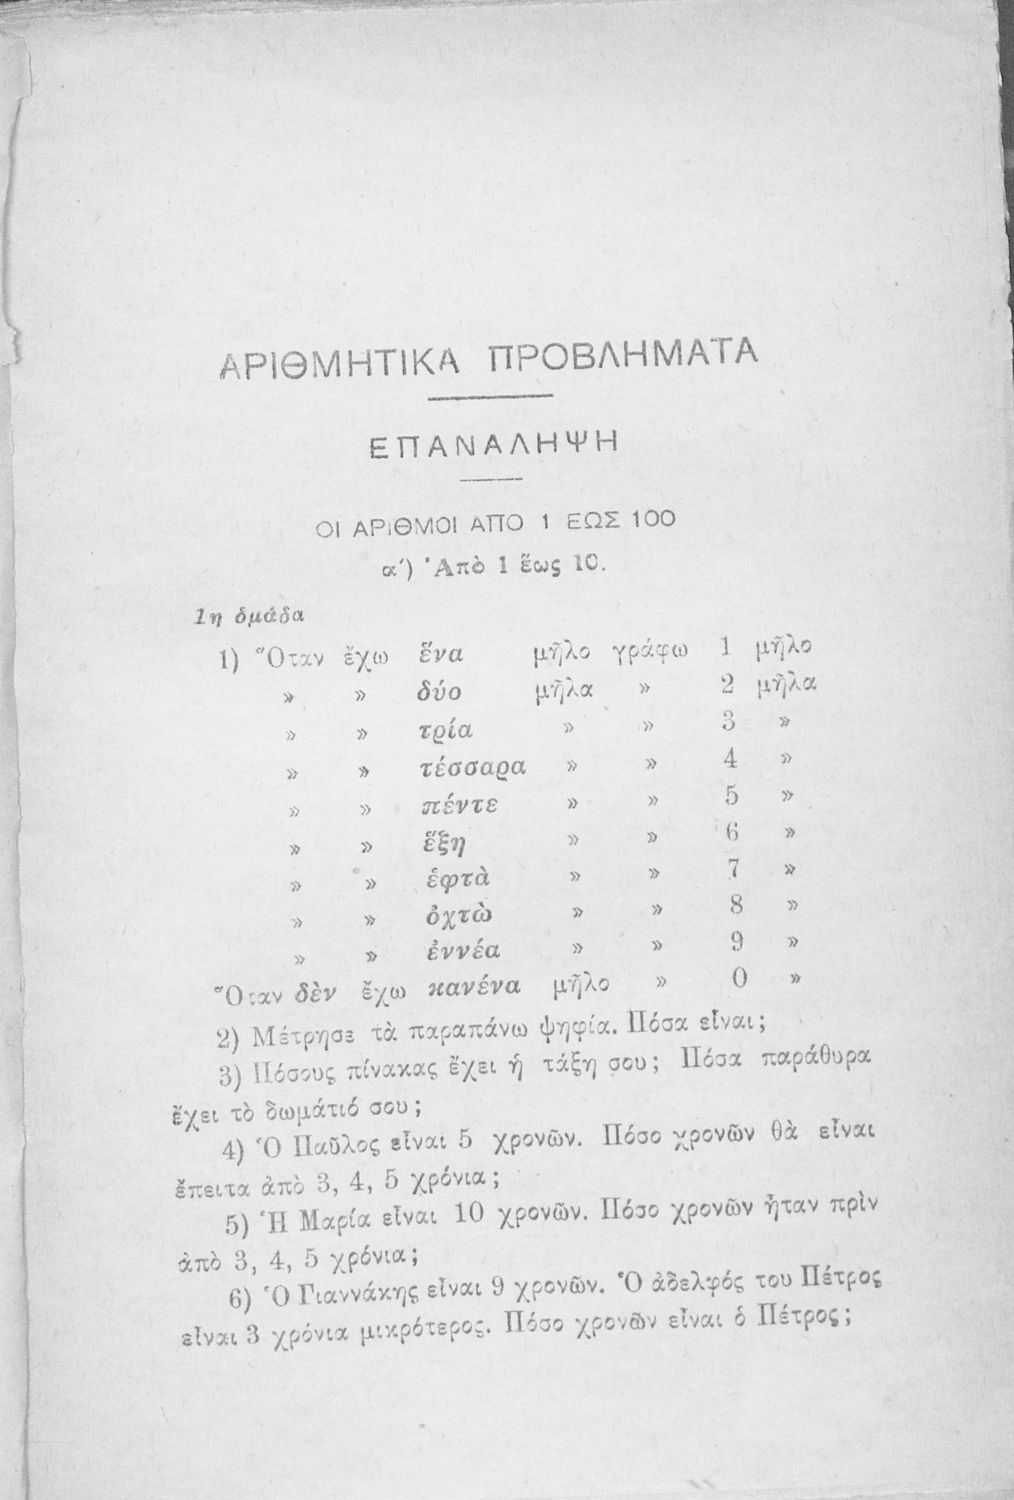 ΑΡΙΘΜΗΤΙΚΑ ΠΡΟΒΛΗΜΑΤΑ
ΕΠΑΝΑΛΗΨΗ
ΟΙ ΑΡΙΘΜΟΙ ΑΠΟ 1 ΕΩΣ 100
α΄) Ἀπὸ 1 ἕως 10.
1η ὁμάδα
1) Ὅταν ἔχω ἕνα μῆλο γράφω 1 μῆλο
» » δύο μῆλα » 2 μῆλα
» » τρία » » 3 »
» » τέσσαρα » » 4 »
» » πέντε » » 5 »
» » ἕξη » » 6 »
» » ἑφτὰ » » 7 »
» » ὀχτὼ » » 8 »
» » ἐννέα » » 9 »
Ὅταν δὲν ἔχω κανένα μῆλο » 0 »
2) Μέτρησε τὰ παραπάνω ψηφία. Πόσα εἶναι;
3) Πόσους πίνακας ἔχει ἡ τάξη σου; Πόσα παράθυρα
ἔχει τὸ δωμάτιό σου;
4) Ὁ Παῦλος εἶναι 5 χρονῶν. Πόσο χρονῶν θὰ εἶναι
ἔπειτα ἀπὸ 3, 4, 5 χρόνια;
5) Ἡ Μαρία εἶναι 10 χρονῶν. Πόσο χρονῶν ἦταν πρὶν
ἀπὸ 3, 4, 5 χρόνια;
6) Ὁ Γιαννάκης εἶναι 9 χρονῶν. Ὁ ἀδελφός του Πέτρος
εἶναι 3 χρόνια μικρότερος. Πόσο χρονῶν εἶναι ὁ Πέτρος;